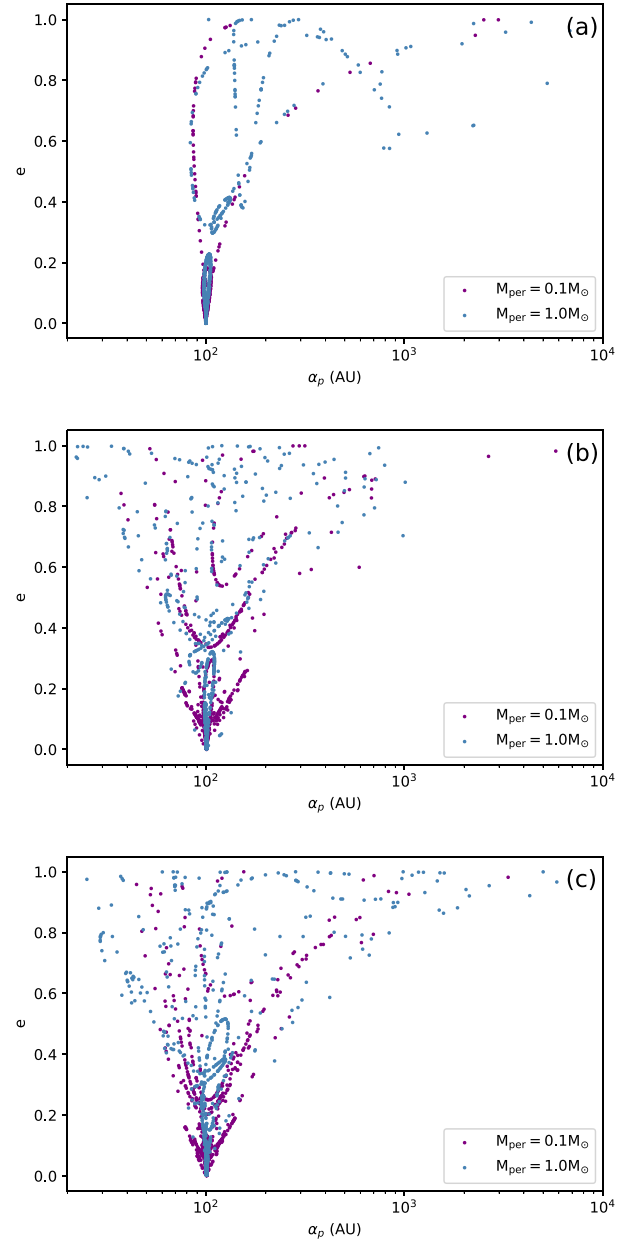 (a)
1.0
0.8
0.6
0.4
0.2
0.0
e
M_per = 0.1M_⊙
M_per = 1.0M_⊙
10^2
10^3
10^4
α_p (AU)
(b)
1.0
0.8
0.6
0.4
0.2
0.0
e
M_per = 0.1M_⊙
M_per = 1.0M_⊙
10^2
10^3
10^4
α_p (AU)
(c)
1.0
0.8
0.6
0.4
0.2
0.0
e
M_per = 0.1M_⊙
M_per = 1.0M_⊙
10^2
10^3
10^4
α_p (AU)